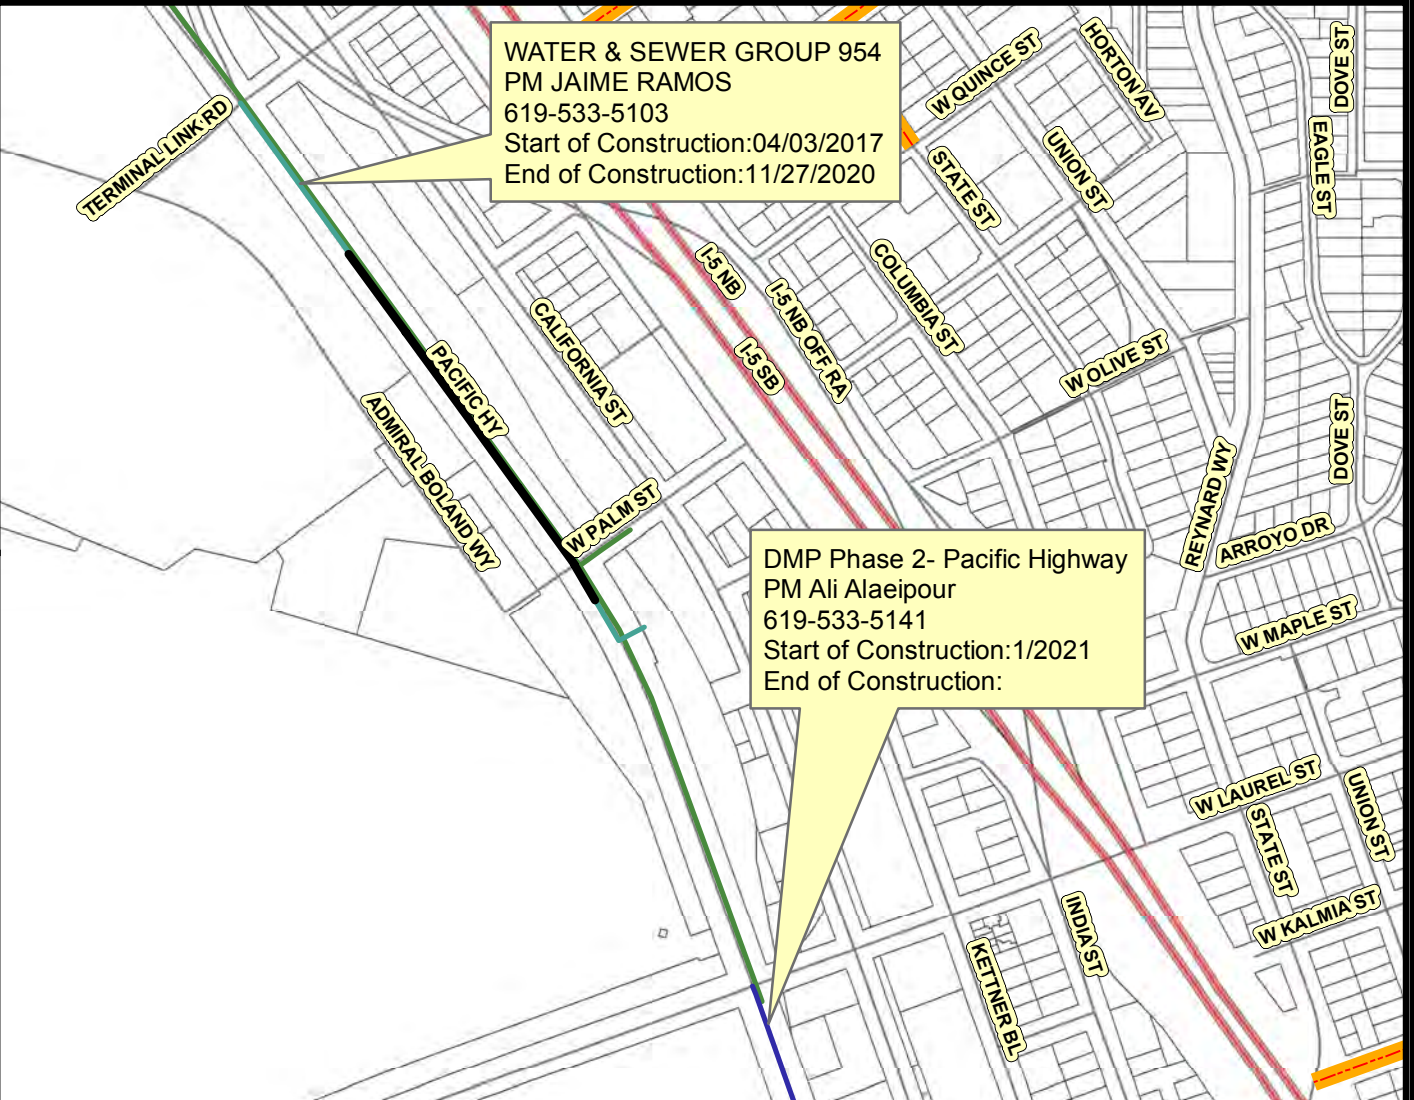 WATER & SEWER GROUP 954
PM JAIME RAMOS
619-533-5103
Start of Construction:04/03/2017
End of Construction:11/27/2020
W QUINCE ST
HORTON AV
DOVE ST
TERMINAL LINK RD
STATE ST
UNION ST
EAGLE ST
I-5 NB
COLUMBIA ST
I-5 NB OFF RA
CALIFORNIA ST
I-5 SB
W OLIVE ST
PACIFIC HY
ADMIRAL BOLAND WY
DOVE ST
REYNARD WY
W PALM ST
ARROYO DR
DMP Phase 2- Pacific Highway
PM Ali Alaeipour
619-533-5141
Start of Construction:1/2021
End of Construction:
W MAPLE ST
W LAUREL ST
UNION ST
STATE ST
W KALMIA ST
INDIA ST
KETTNER BL